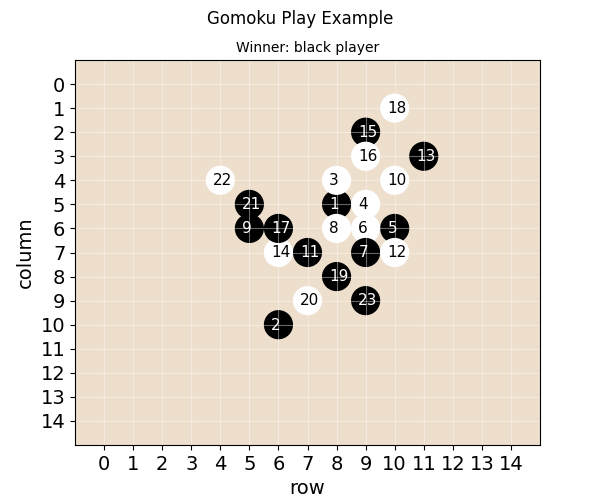 Gomoku Play Example
Winner: black player
0
1 18
2 15
3 16 13
4 22 3 10
5 21 1 4
6 9 17 8 6 5
7 14 11 7 12
8 19
9 20 23
10 2
11
12
13
14
column
0 1 2 3 4 5 6 7 8 9 10 11 12 13 14
row